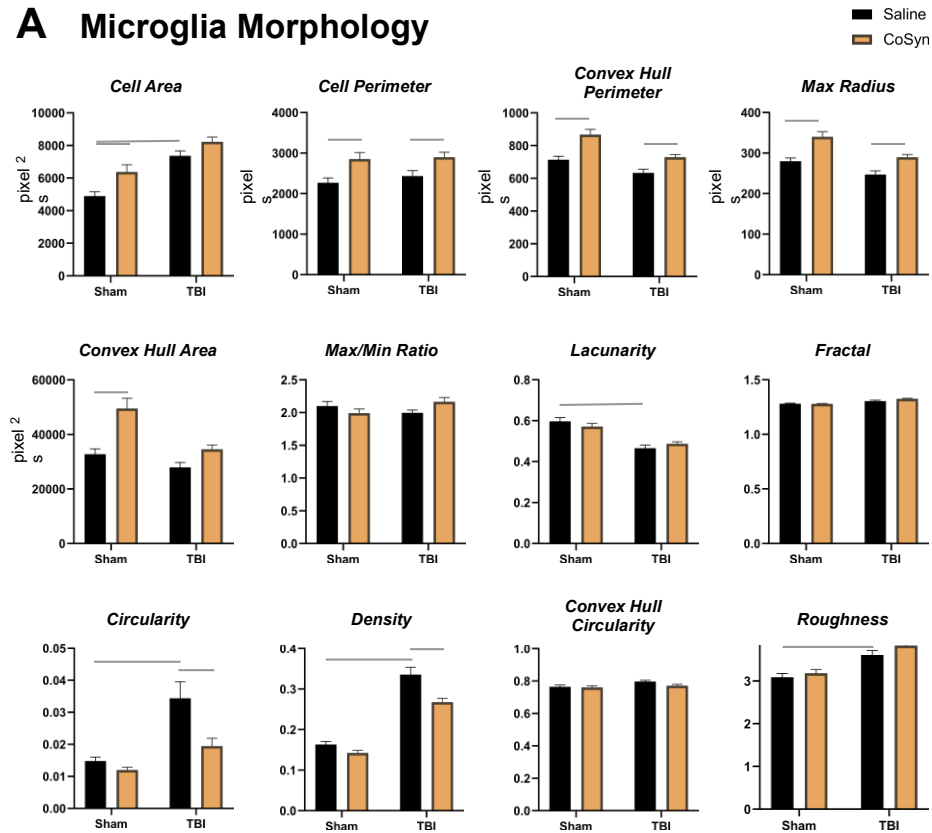 A Microglia Morphology
Saline
CoSyn
Cell Area
10000
8000
6000
4000
2000
0
pixel 2
s
Sham TBI
Cell Perimeter
4000
3000
2000
1000
0
pixel
s
Sham TBI
Convex Hull
Perimeter
1000
800
600
400
200
0
pixel
s
Sham TBI
Max Radius
400
300
200
100
0
pixel
s
Sham TBI
Convex Hull Area
60000
40000
20000
0
pixel 2
s
Sham TBI
Max/Min Ratio
2.5
2.0
1.5
1.0
0.5
0.0
Sham TBI
Lacunarity
0.8
0.6
0.4
0.2
0.0
Sham TBI
Fractal
1.5
1.0
0.5
0.0
Sham TBI
Circularity
0.05
0.04
0.03
0.02
0.01
0.00
Sham TBI
Density
0.4
0.3
0.2
0.1
0.0
Sham TBI
Convex Hull
Circularity
1.0
0.8
0.6
0.4
0.2
0.0
Sham TBI
Roughness
3
2
1
0
Sham TBI